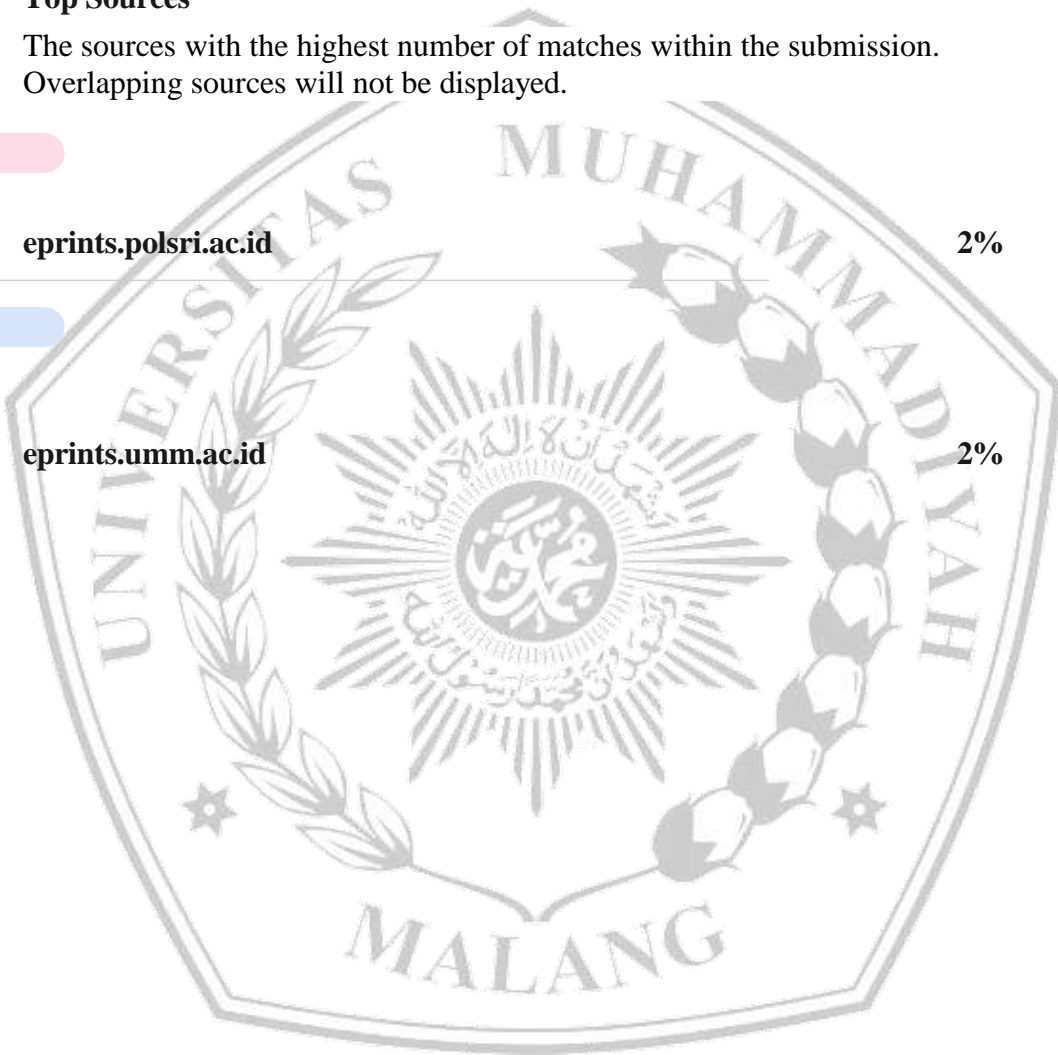 Top Sources
The sources with the highest number of matches within the submission.
Overlapping sources will not be displayed.
eprints.polsri.ac.id 2%
eprints.umm.ac.id 2%
UNIVERSITAS MUHAMMADIYAH
MALANG